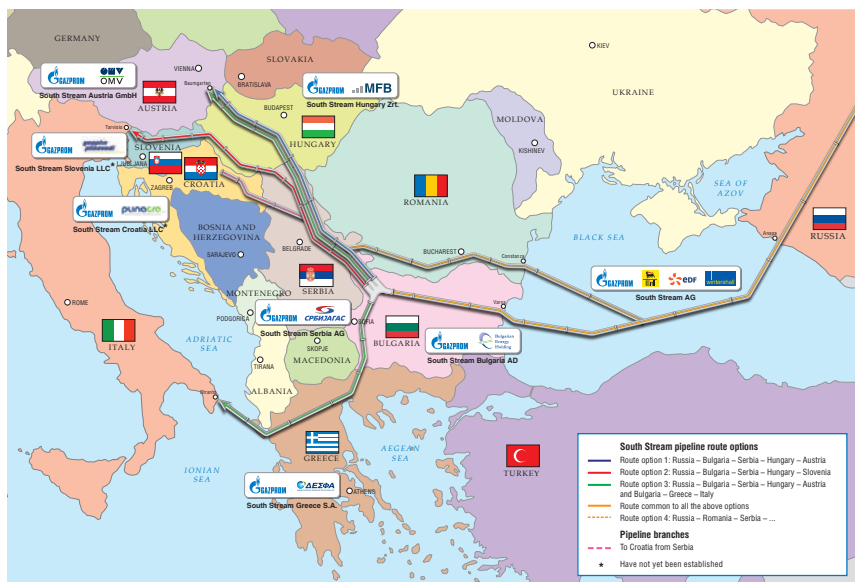 GERMANY
SLOVAKIA
KIEV
VIENNA
GAZPROM
OMV
OMV
South Stream Austria GmbH
BRATISLAVA
Baumgarten
GAZPROM
MFB
South Stream Hungary Zrt.
UKRAINE
AUSTRIA
BUDAPEST
HUNGARY
MOLDOVA
KISHINEV
Tarvisio
SLOVENIA
GAZPROM
LJUBLJANA
South Stream Slovenia LLC*
CROATIA
ZAGREB
ROMANIA
SEA OF
AZOV
Anapa
RUSSIA
GAZPROM
plinacro
South Stream Croatia LLC*
BOSNIA AND
HERZEGOVINA
SARAJEVO
BELGRADE
BUCHAREST
Constanza
BLACK SEA
SERBIA
GAZPROM
eni
edf
wintershall
South Stream AG
MONTENEGRO
ROME
PODGORICA
GAZPROM
СРБИЈАГАС
South Stream Serbia AG
SOFIA
Varna
BULGARIA
GAZPROM
Bulgarian
Energy
Holding
South Stream Bulgaria AD
ITALY
ADRIATIC
SEA
SKOPJE
MACEDONIA
TIRANA
ALBANIA
GREECE
AEGEAN
SEA
TURKEY
IONIAN
SEA
GAZPROM
ΔΕΣΦΑ
South Stream Greece S.A.
ATHENS
South Stream pipeline route options
Route option 1: Russia – Bulgaria – Serbia – Hungary – Austria
Route option 2: Russia – Bulgaria – Serbia – Hungary – Slovenia
Route option 3: Russia – Bulgaria – Serbia – Hungary – Austria
and Bulgaria – Greece – Italy
Route common to all the above options
Route option 4: Russia – Romania – Serbia – ...
Pipeline branches
To Croatia from Serbia
* Have not yet been established